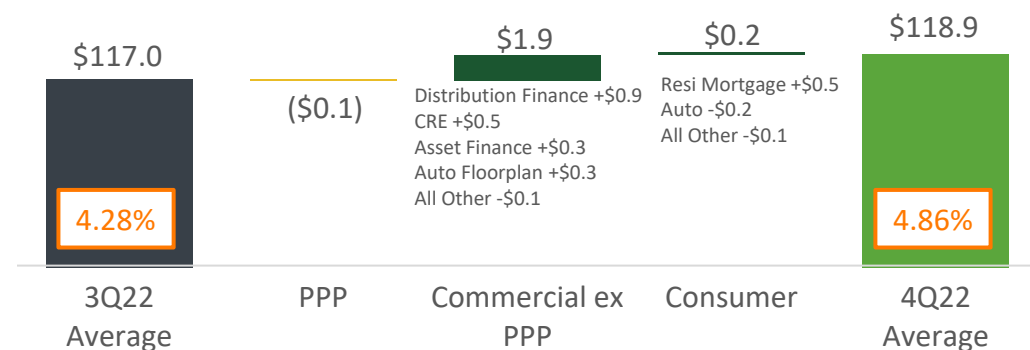 $117.0
4.28%
($0.1)
$1.9
Distribution Finance +$0.9
CRE +$0.5
Asset Finance +$0.3
Auto Floorplan +$0.3
All Other -$0.1
$0.2
Resi Mortgage +$0.5
Auto -$0.2
All Other -$0.1
$118.9
4.86%
3Q22
Average
PPP
Commercial ex
PPP
Consumer
4Q22
Average